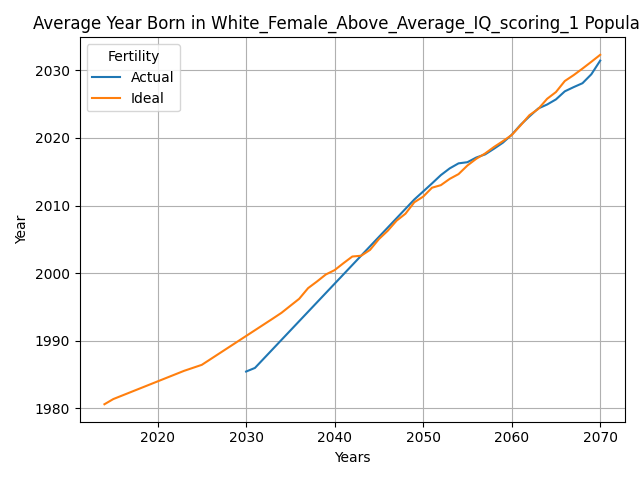 Average Year Born in White_Female_Above_Average_IQ_scoring_1 Popula
Fertility
Actual
Ideal
2030
2020
2010
2000
1990
1980
Year
2020 2030 2040 2050 2060 2070
Years